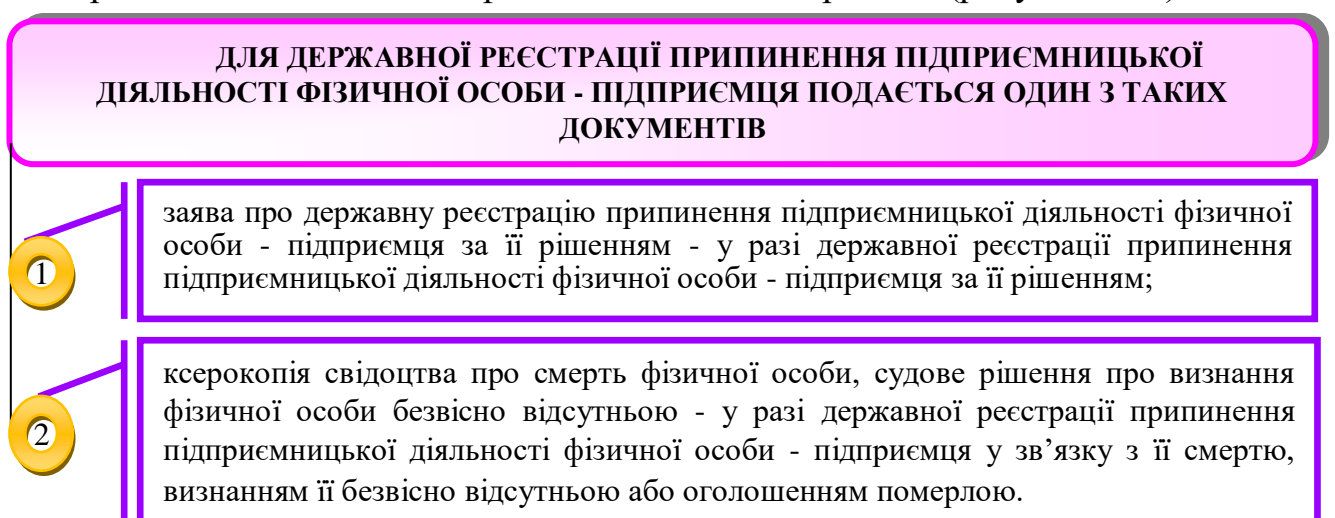 ДЛЯ ДЕРЖАВНОЇ РЕЄСТРАЦІЇ ПРИПИНЕННЯ ПІДПРИЄМНИЦЬКОЇ
ДІЯЛЬНОСТІ ФІЗИЧНОЇ ОСОБИ - ПІДПРИЄМЦЯ ПОДАЄТЬСЯ ОДИН З ТАКИХ
ДОКУМЕНТІВ
1
заява про державну реєстрацію припинення підприємницької діяльності фізичної
особи - підприємця за її рішенням - у разі державної реєстрації припинення
підприємницької діяльності фізичної особи - підприємця за її рішенням;
2
ксерокопія свідоцтва про смерть фізичної особи, судове рішення про визнання
фізичної особи безвісно відсутньою - у разі державної реєстрації припинення
підприємницької діяльності фізичної особи - підприємця у зв’язку з її смертю,
визнанням її безвісно відсутньою або оголошенням померлою.